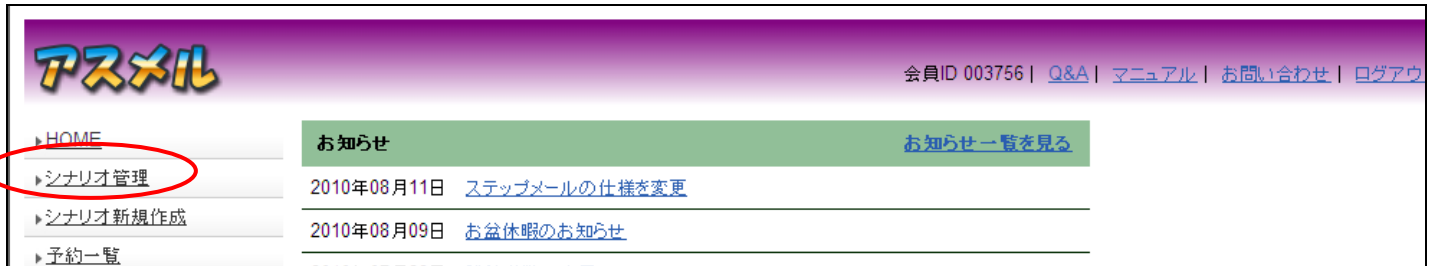 アスメル
会員ID 003756 | Q&A | マニュアル | お問い合わせ | ログアウ
HOME
シナリオ管理
シナリオ新規作成
予約一覧
お知らせ お知らせ一覧を見る
2010年08月11日 ステップメールの仕様を変更
2010年08月09日 お盆休暇のお知らせ